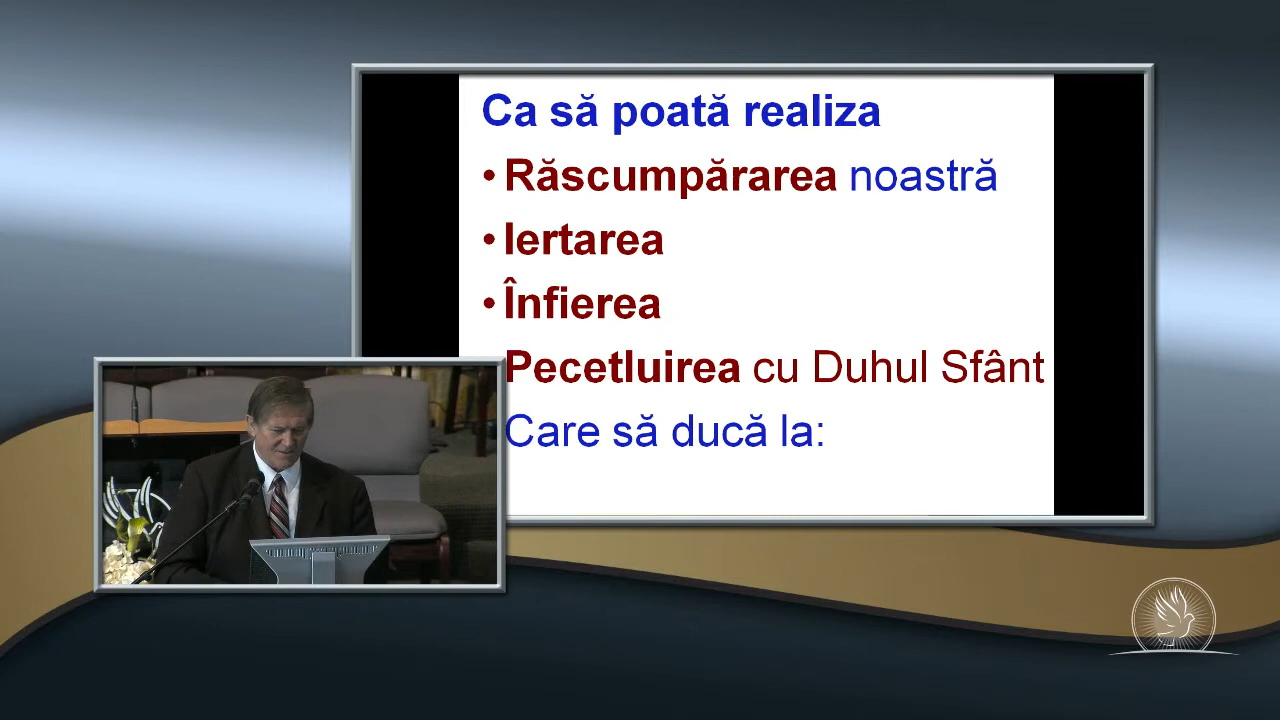 Ca să poată realiza
• Răscumpărarea noastră
• Iertarea
• Înfierea
Pecetluirea cu Duhul Sfânt
Care să ducă la: